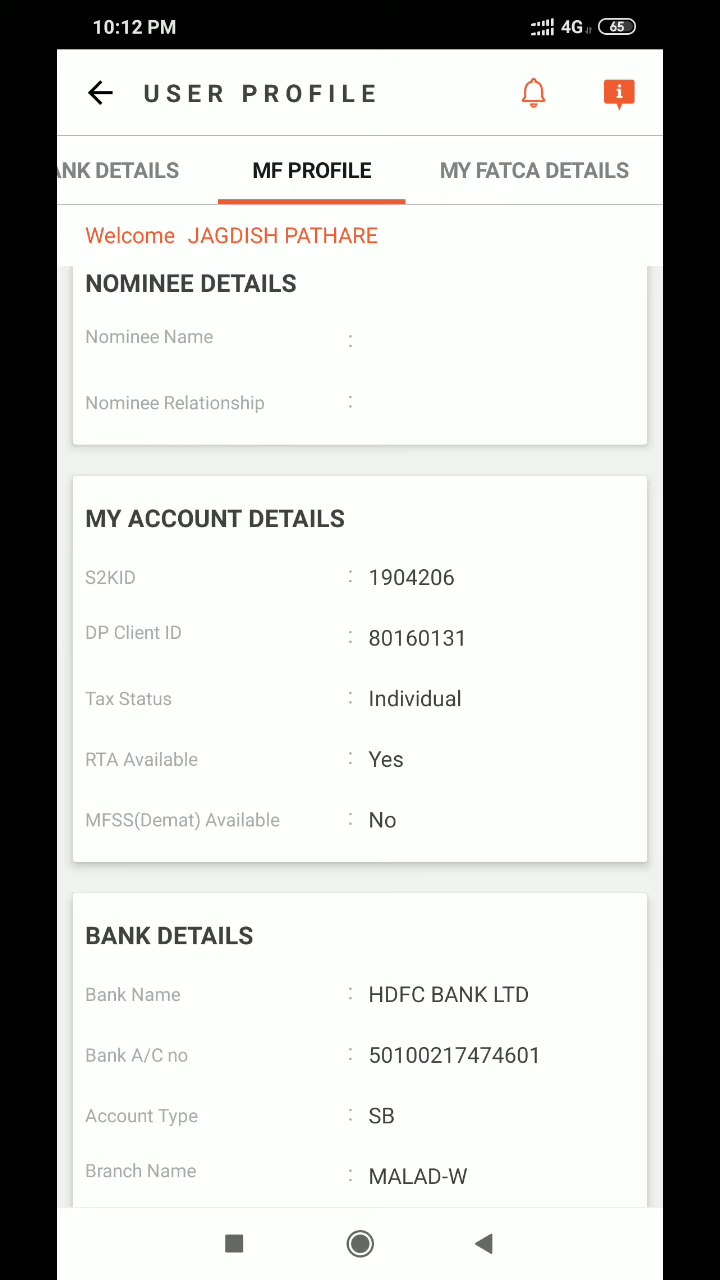 10:12 PM 4G 65
USER PROFILE
ANK DETAILS MF PROFILE MY FATCA DETAILS
Welcome JAGDISH PATHARE
NOMINEE DETAILS
Nominee Name :
Nominee Relationship :
MY ACCOUNT DETAILS
S2KID : 1904206
DP Client ID : 80160131
Tax Status : Individual
RTA Available : Yes
MFSS(Demat) Available : No
BANK DETAILS
Bank Name : HDFC BANK LTD
Bank A/C no : 50100217474601
Account Type : SB
Branch Name : MALAD-W